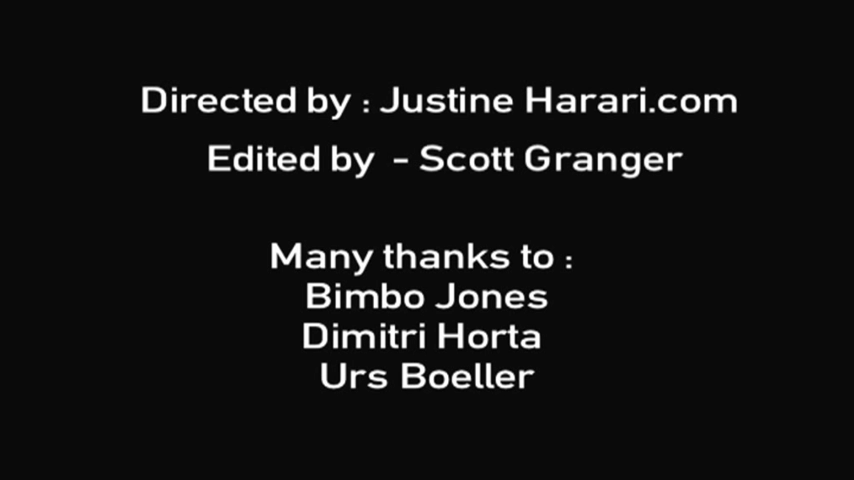 Directed by : Justine Harari.com
Edited by - Scott Granger
Many thanks to :
Bimbo Jones
Dimitri Horta
Urs Boeller